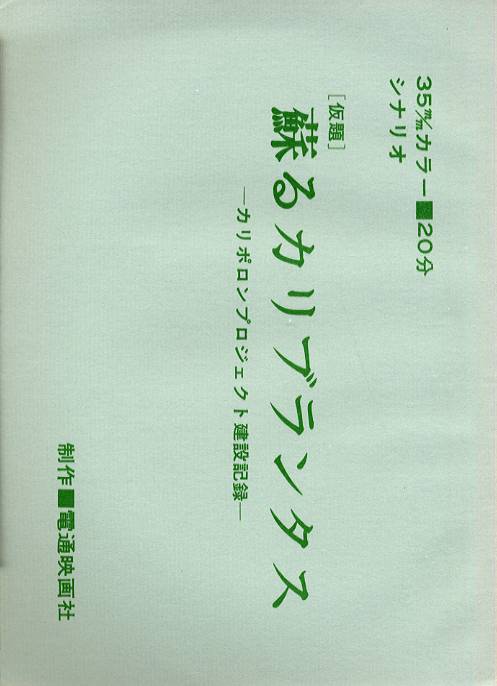 35㎜カラー■20分
シナリオ
[仮題]
蘇るカリブランタス
—カリポロンプロジェクト建設記録—
制作■電通映画社